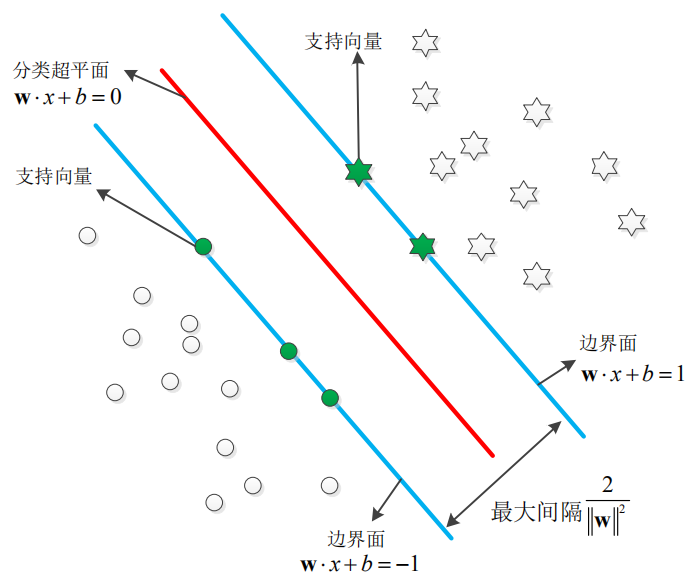 支持向量
分类超平面
w·x+b=0
支持向量
边界面
w·x+b=1
最大间隔 2/‖w‖²
边界面
w·x+b=−1